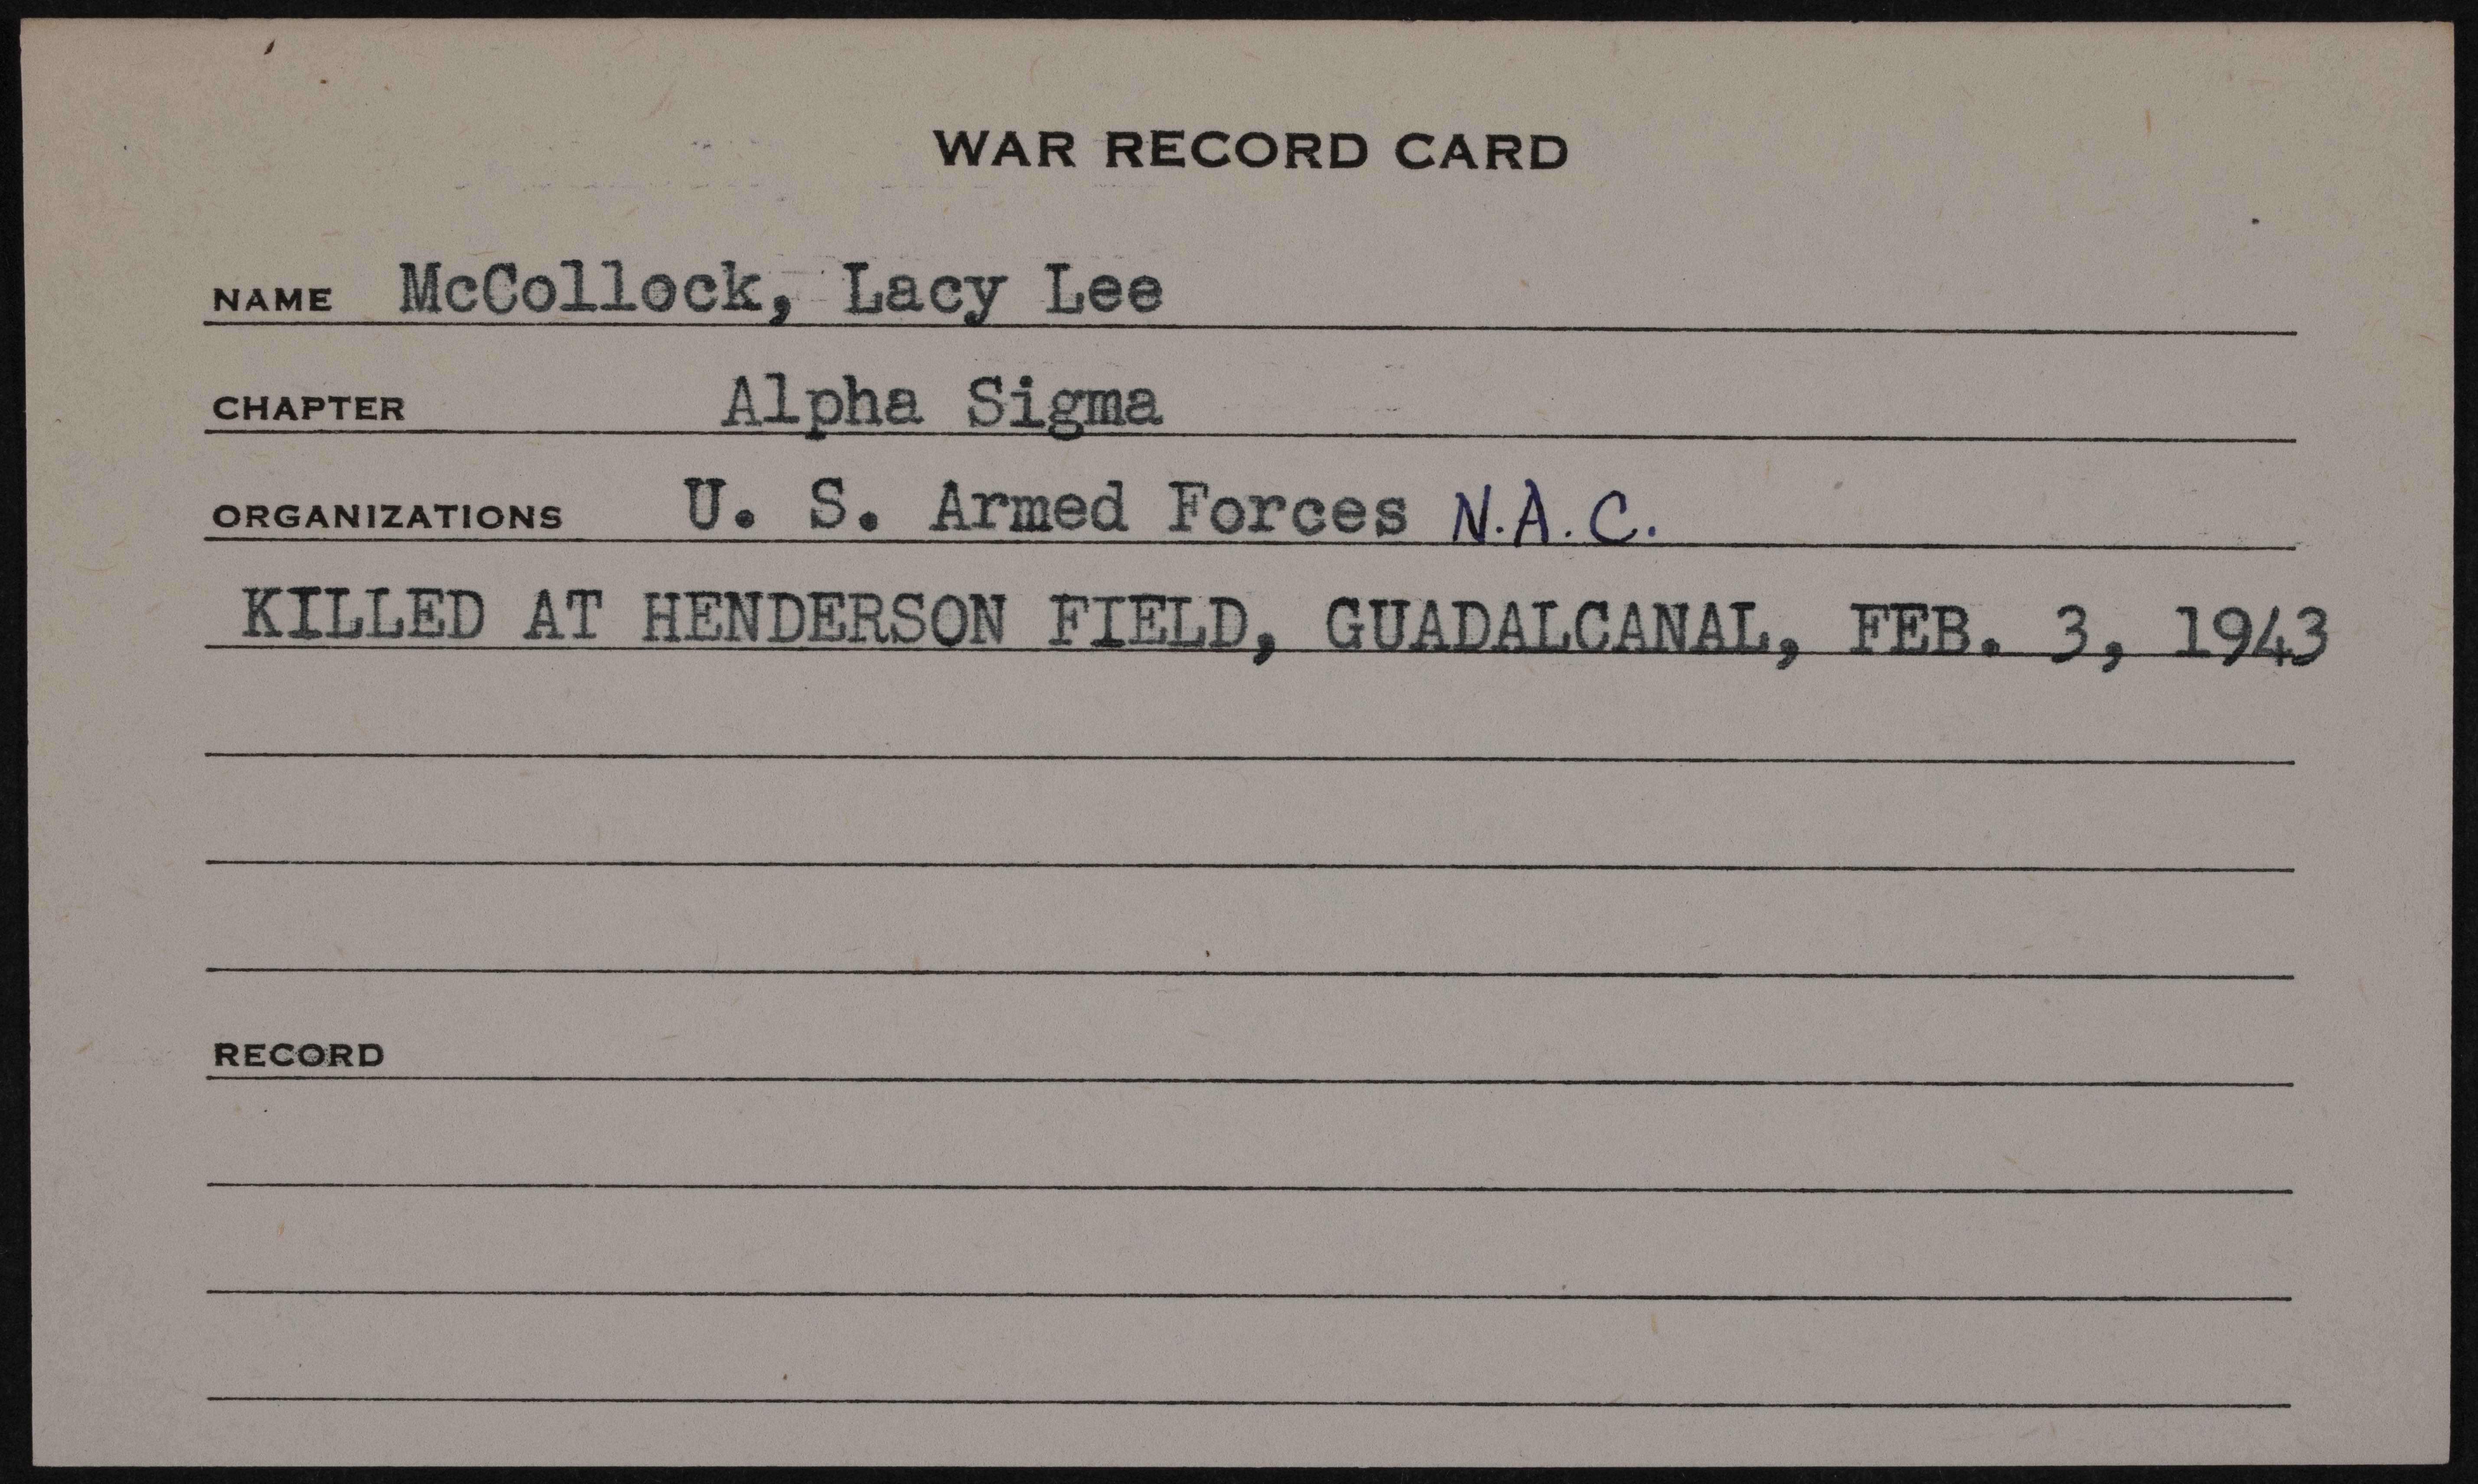 WAR RECORD CARD
NAME McCollock, Lacy Lee
CHAPTER Alpha Sigma
ORGANIZATIONS U. S. Armed Forces N.A.C.
KILLED AT HENDERSON FIELD, GUADALCANAL, FEB. 3, 1943
RECORD